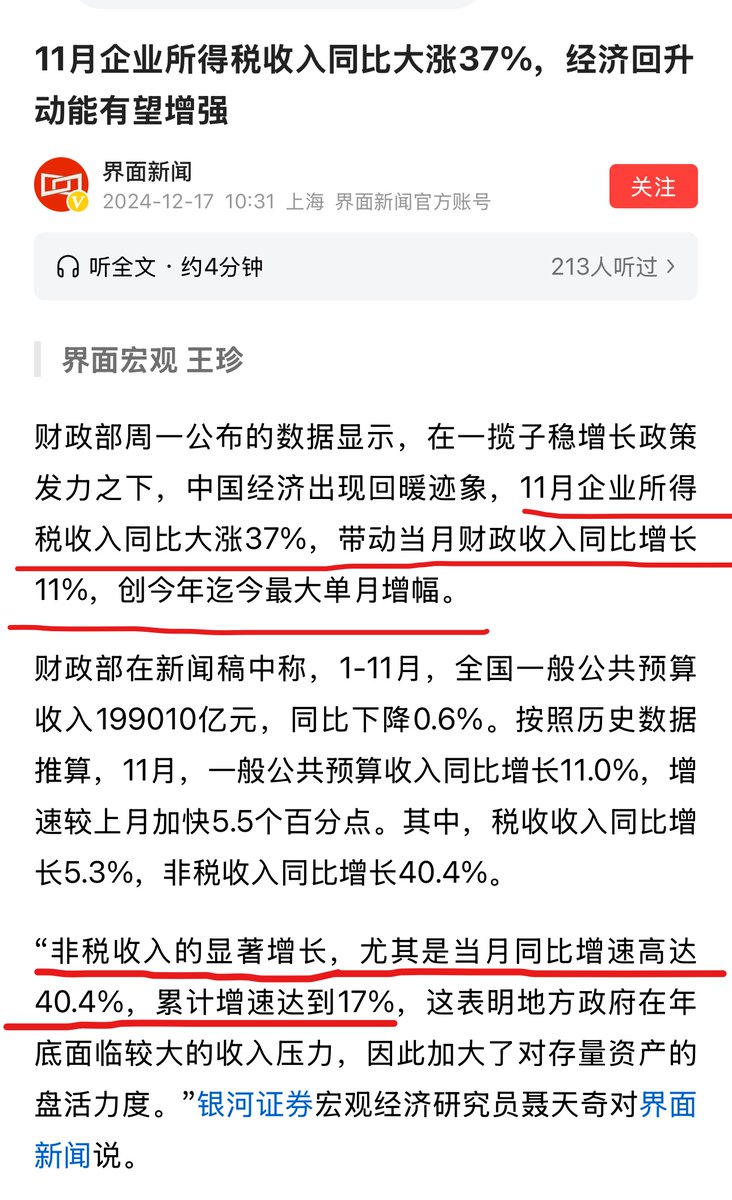 11月企业所得税收入同比大涨37%，经济回升
动能有望增强
界面新闻
2024-12-17 10:31 上海 界面新闻官方账号
关注
听全文 · 约4分钟
213人听过
界面宏观 王珍
财政部周一公布的数据显示，在一揽子稳增长政策
发力之下，中国经济出现回暖迹象，11月企业所得
税收入同比大涨37%，带动当月财政收入同比增长
11%，创今年迄今最大单月增幅。
财政部在新闻稿中称，1-11月，全国一般公共预算
收入199010亿元，同比下降0.6%。按照历史数据
推算，11月，一般公共预算收入同比增长11.0%，增
速较上月加快5.5个百分点。其中，税收收入同比增
长5.3%，非税收入同比增长40.4%。
“非税收入的显著增长，尤其是当月同比增速高达
40.4%，累计增速达到17%，这表明地方政府在年
底面临较大的收入压力，因此加大了对存量资产的
盘活力度。”银河证券宏观经济研究员聂天奇对界面
新闻说。